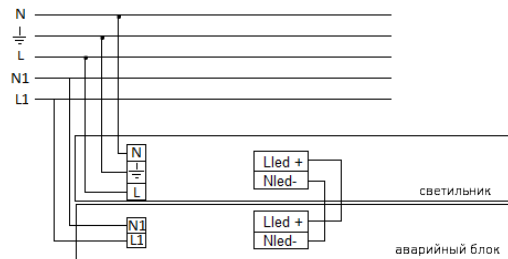 N
L
N1
L1
N
L
Lled +
Nled-
светильник
N1
L1
Lled +
Nled-
аварийный блок